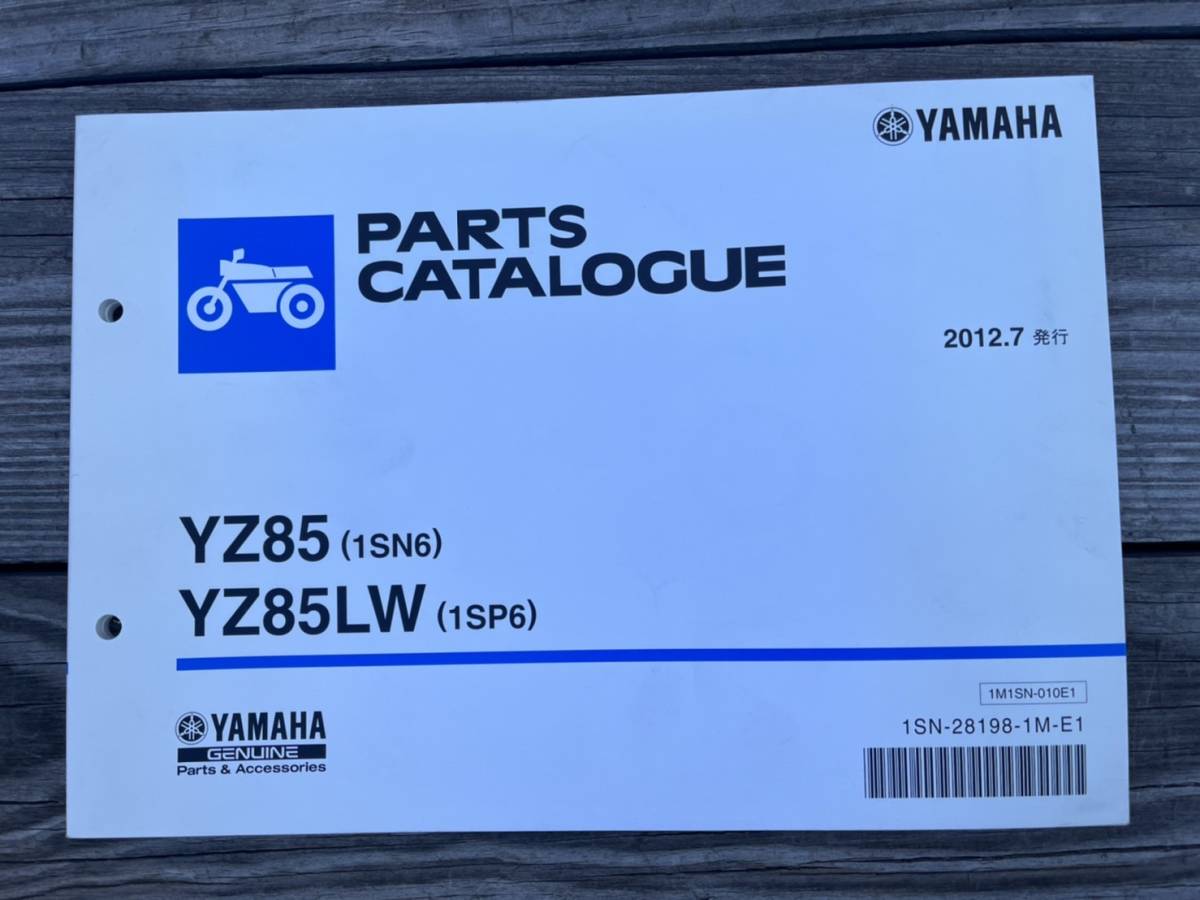 YAMAHA
PARTS
CATALOGUE
2012.7 発行
YZ85 (1SN6)
YZ85LW (1SP6)
1M1SN-010E1
1SN-28198-1M-E1
YAMAHA
GENUINE
Parts & Accessories